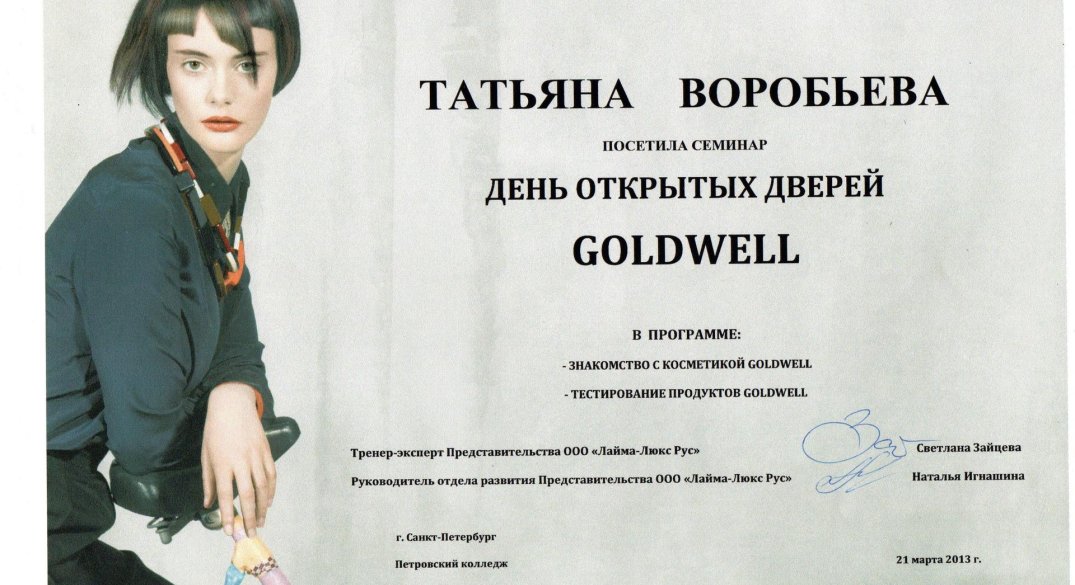 ТАТЬЯНА ВОРОБЬЕВА
ПОСЕТИЛА СЕМИНАР
ДЕНЬ ОТКРЫТЫХ ДВЕРЕЙ
GOLDWELL
В ПРОГРАММЕ:
- ЗНАКОМСТВО С КОСМЕТИКОЙ GOLDWELL
- ТЕСТИРОВАНИЕ ПРОДУКТОВ GOLDWELL
Тренер-эксперт Представительства ООО «Лайма-Люкс Рус» Светлана Зайцева
Руководитель отдела развития Представительства ООО «Лайма-Люкс Рус» Наталья Игнашина
г. Санкт-Петербург
Петровский колледж 21 марта 2013 г.